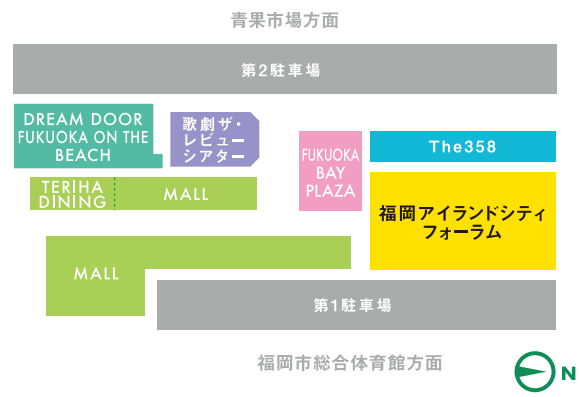 青果市場方面
第2駐車場
DREAM DOOR
FUKUOKA ON THE
BEACH
歌劇ザ・
レビュー
シアター
FUKUOKA
BAY
PLAZA
The358
TERIHA
DINING
MALL
福岡アイランドシティ
フォーラム
MALL
第1駐車場
福岡市総合体育館方面
N